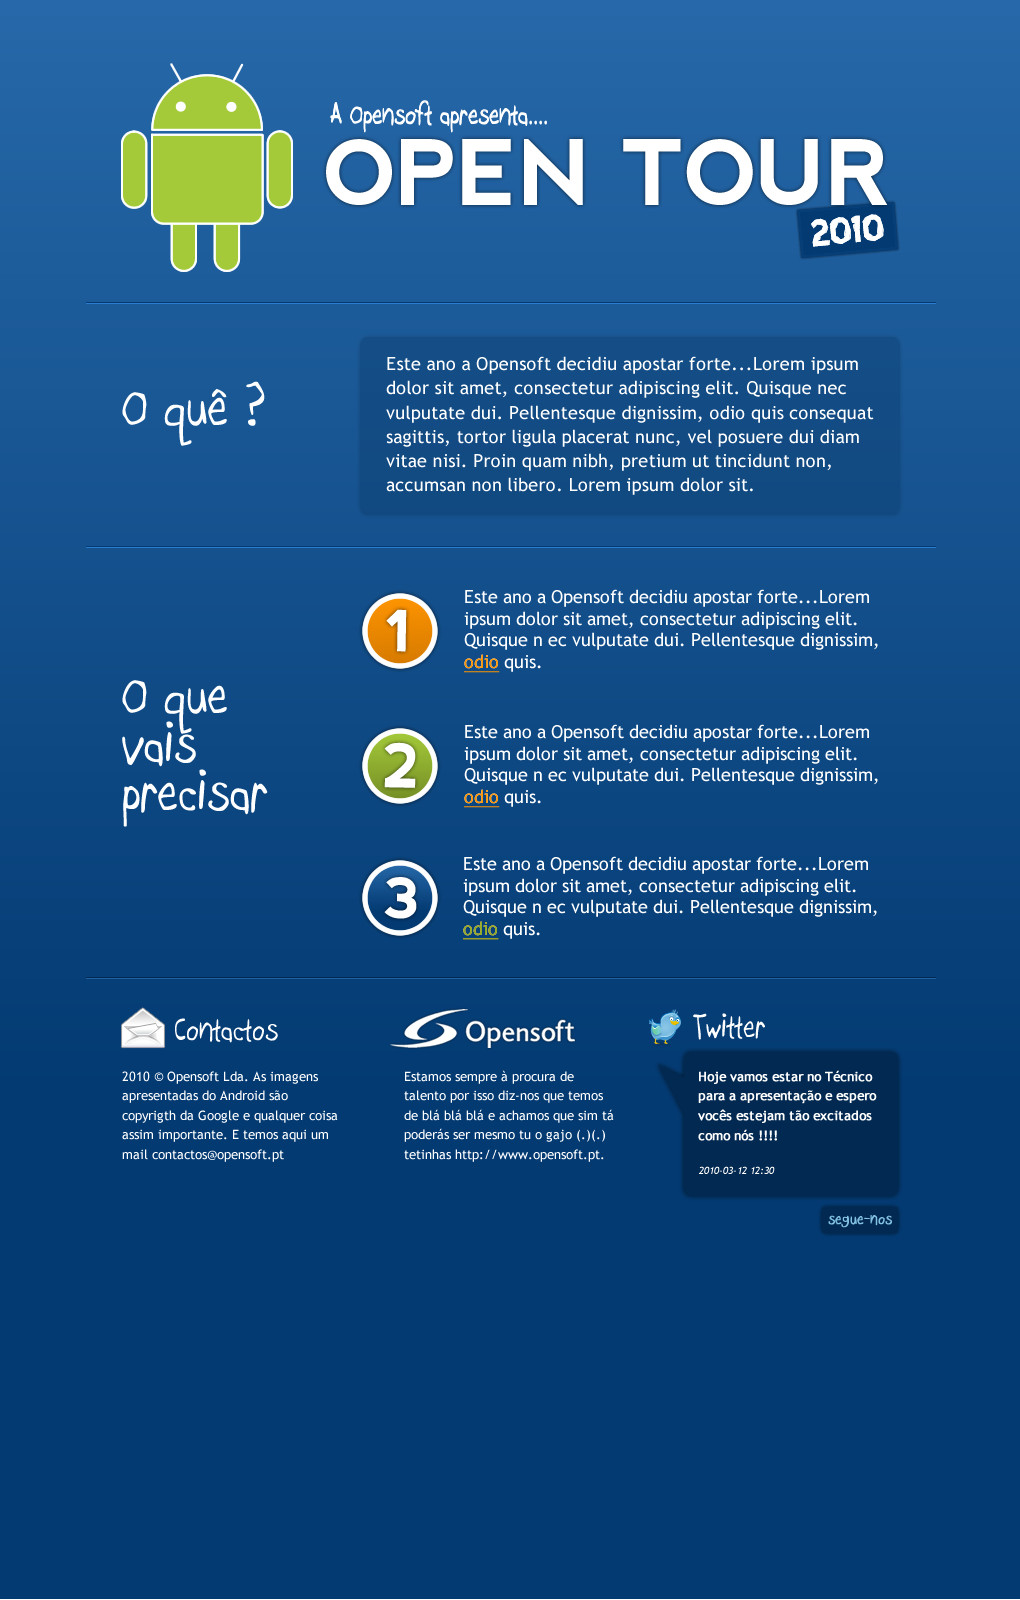 A Opensoft apresenta....
OPEN TOUR
2010
O quê ?
Este ano a Opensoft decidiu apostar forte...Lorem ipsum
dolor sit amet, consectetur adipiscing elit. Quisque nec
vulputate dui. Pellentesque dignissim, odio quis consequat
sagittis, tortor ligula placerat nunc, vel posuere dui diam
vitae nisi. Proin quam nibh, pretium ut tincidunt non,
accumsan non libero. Lorem ipsum dolor sit.
O que
vais
precisar
1
Este ano a Opensoft decidiu apostar forte...Lorem
ipsum dolor sit amet, consectetur adipiscing elit.
Quisque n ec vulputate dui. Pellentesque dignissim,
odio quis.
2
Este ano a Opensoft decidiu apostar forte...Lorem
ipsum dolor sit amet, consectetur adipiscing elit.
Quisque n ec vulputate dui. Pellentesque dignissim,
odio quis.
3
Este ano a Opensoft decidiu apostar forte...Lorem
ipsum dolor sit amet, consectetur adipiscing elit.
Quisque n ec vulputate dui. Pellentesque dignissim,
odio quis.
Contactos
2010 © Opensoft Lda. As imagens
apresentadas do Android são
copyrigth da Google e qualquer coisa
assim importante. E temos aqui um
mail contactos@opensoft.pt
Opensoft
Estamos sempre à procura de
talento por isso diz-nos que temos
de blá blá blá e achamos que sim tá
poderás ser mesmo tu o gajo (.)(.)
tetinhas http://www.opensoft.pt.
Twitter
Hoje vamos estar no Técnico
para a apresentação e espero
vocês estejam tão excitados
como nós !!!!
2010-03-12 12:30
segue-nos